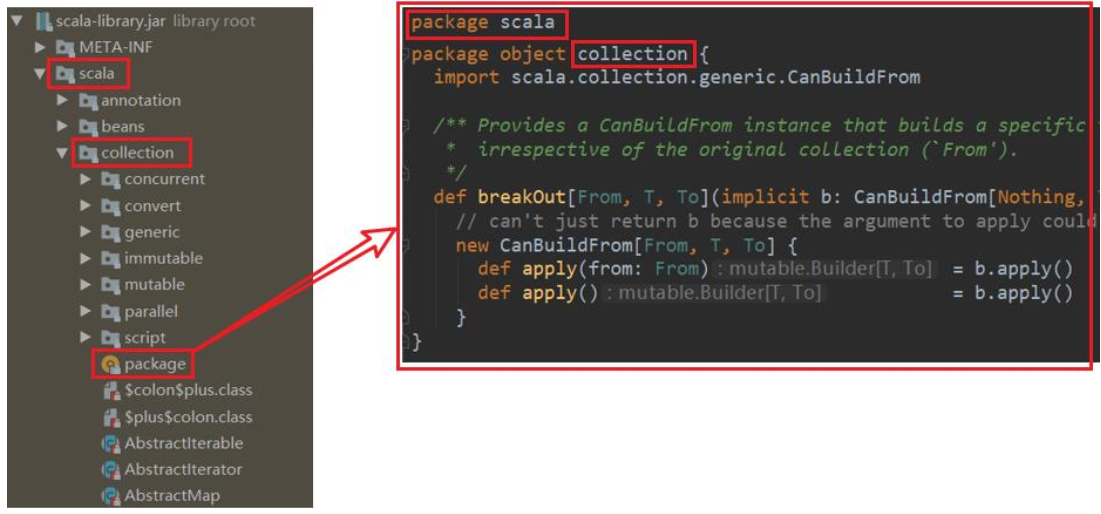 scala-library.jar library root
META-INF
scala
annotation
beans
collection
concurrent
convert
generic
immutable
mutable
parallel
script
package
$colon$plus.class
$plus$colon.class
AbstractIterable
AbstractIterator
AbstractMap
package scala
package object collection {
import scala.collection.generic.CanBuildFrom
/** Provides a CanBuildFrom instance that builds a specific
* irrespective of the original collection (`From').
*/
def breakOut[From, T, To](implicit b: CanBuildFrom[Nothing,
// can't just return b because the argument to apply could
new CanBuildFrom[From, T, To] {
def apply(from: From) : mutable.Builder[T, To] = b.apply()
def apply() : mutable.Builder[T, To] = b.apply()
}
}